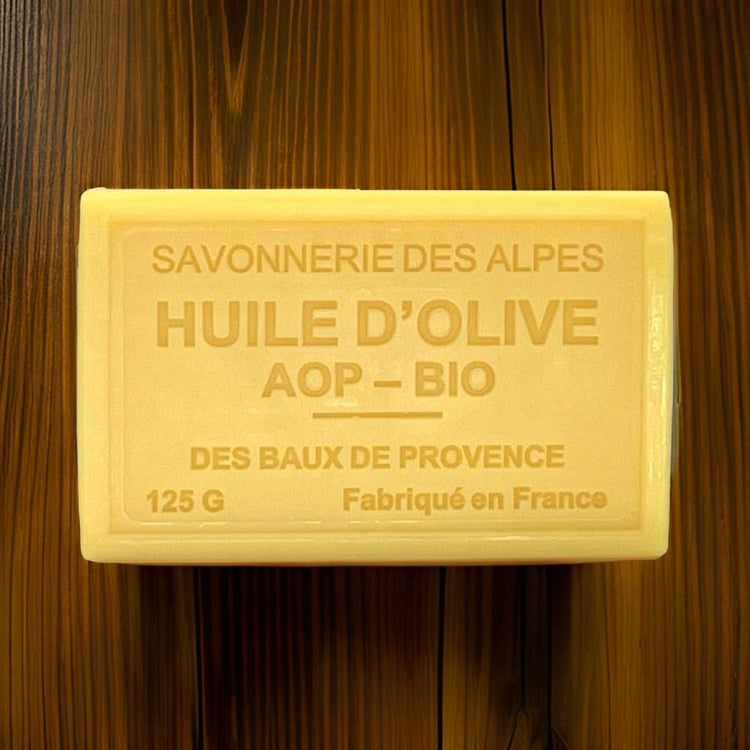 SAVONNERIE DES ALPES
HUILE D'OLIVE
AOP – BIO
DES BAUX DE PROVENCE
125 G Fabriqué en France